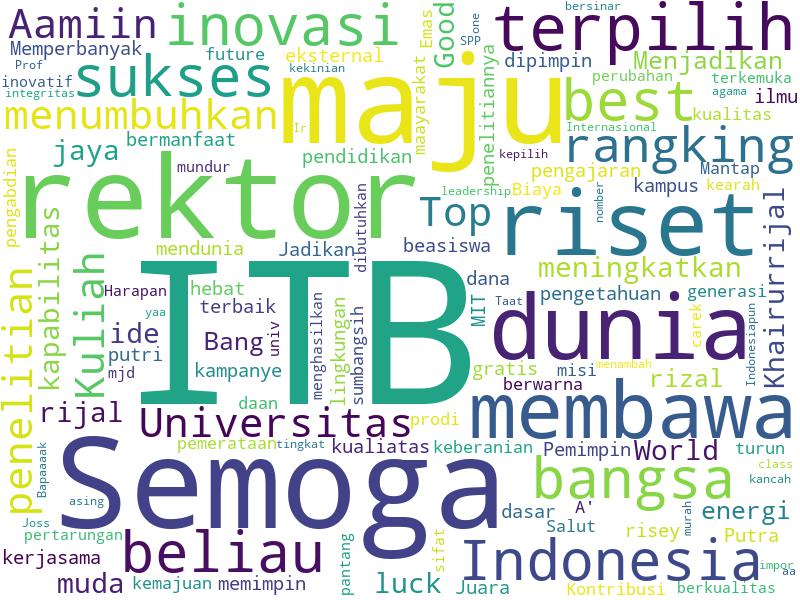 Aamiin
inovasi
terpilih
bersinar
SPP
one
Emas
Good
Memperbanyak
future
eksternal
dipimpin
Menjadikan
Prof
kekinian
sukses
maju
best
perubahan
terkemuka
inovatif
integritas
agama
ilmu
menumbuhkan
maayarakat
penelitiannya
kualitas
Ir
Internasional
rangking
jaya
bermanfaat
pendidikan
kepilih
mundur
pengabdian
rektor
pengajaran
Mantap
leadership
Biaya
kampus
kearah
Top
riset
nomber
kapabilitas
Kuliah
mendunia
Jadikan
dibutuhkan
beasiswa
Khairurrijal
ITB
meningkatkan
dana
MIT
Taat
pengetahuan
generasi
Harapan
hebat
terbaik
yaa
penelitian
ide
Bang
univ
menghasilkan
lingkungan
sumbangsih
dunia
carek
Indonesiapun
putri
mjd
kampanye
gratis
misi
menambah
berwarna
rizal
rijal
daan
Universitas
prodi
membawa
pemerataan
tingkat
kualiatas
keberanian
Pemimpin
World
turun
Bapaaaak
Semoga
bangsa
class
kancah
asing
dasar
A'
murah
energi
Joss
Salut
risey
Putra
pertarungan
kerjasama
beliau
pantang
sifat
Indonesia
impor
aa
muda
kemajuan
memimpin
luck
Juara
Kontribusi
berkualitas